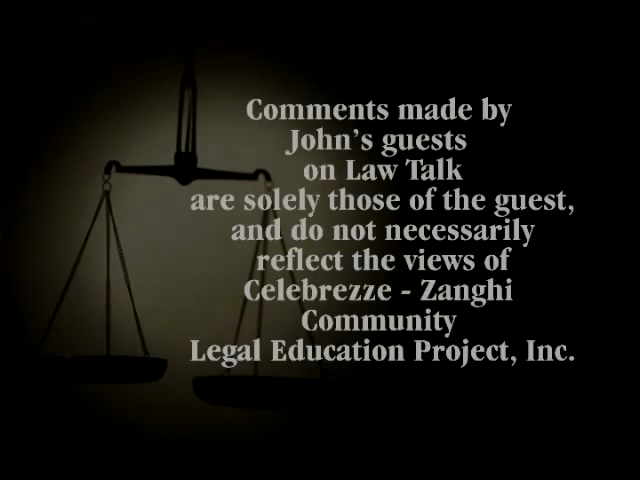 Comments made by
John's guests
on Law Talk
are solely those of the guest,
and do not necessarily
reflect the views of
Celebrezze - Zanghi
Community
Legal Education Project, Inc.